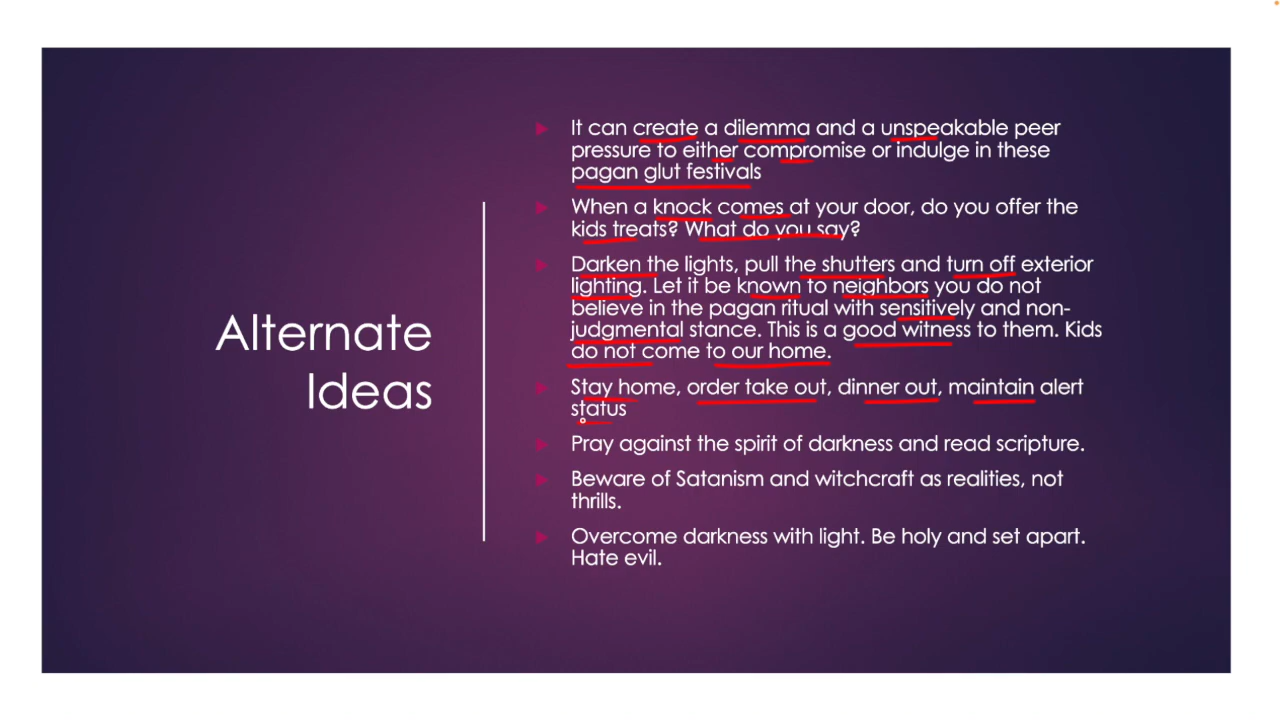 Alternate
Ideas
It can create a dilemma and a unspeakable peer
pressure to either compromise or indulge in these
pagan glut festivals
When a knock comes at your door, do you offer the
kids treats? What do you say?
Darken the lights, pull the shutters and turn off exterior
lighting. Let it be known to neighbors you do not
believe in the pagan ritual with sensitively and non-
judgmental stance. This is a good witness to them. Kids
do not come to our home.
Stay home, order take out, dinner out, maintain alert
status
Pray against the spirit of darkness and read scripture.
Beware of Satanism and witchcraft as realities, not
thrills.
Overcome darkness with light. Be holy and set apart.
Hate evil.